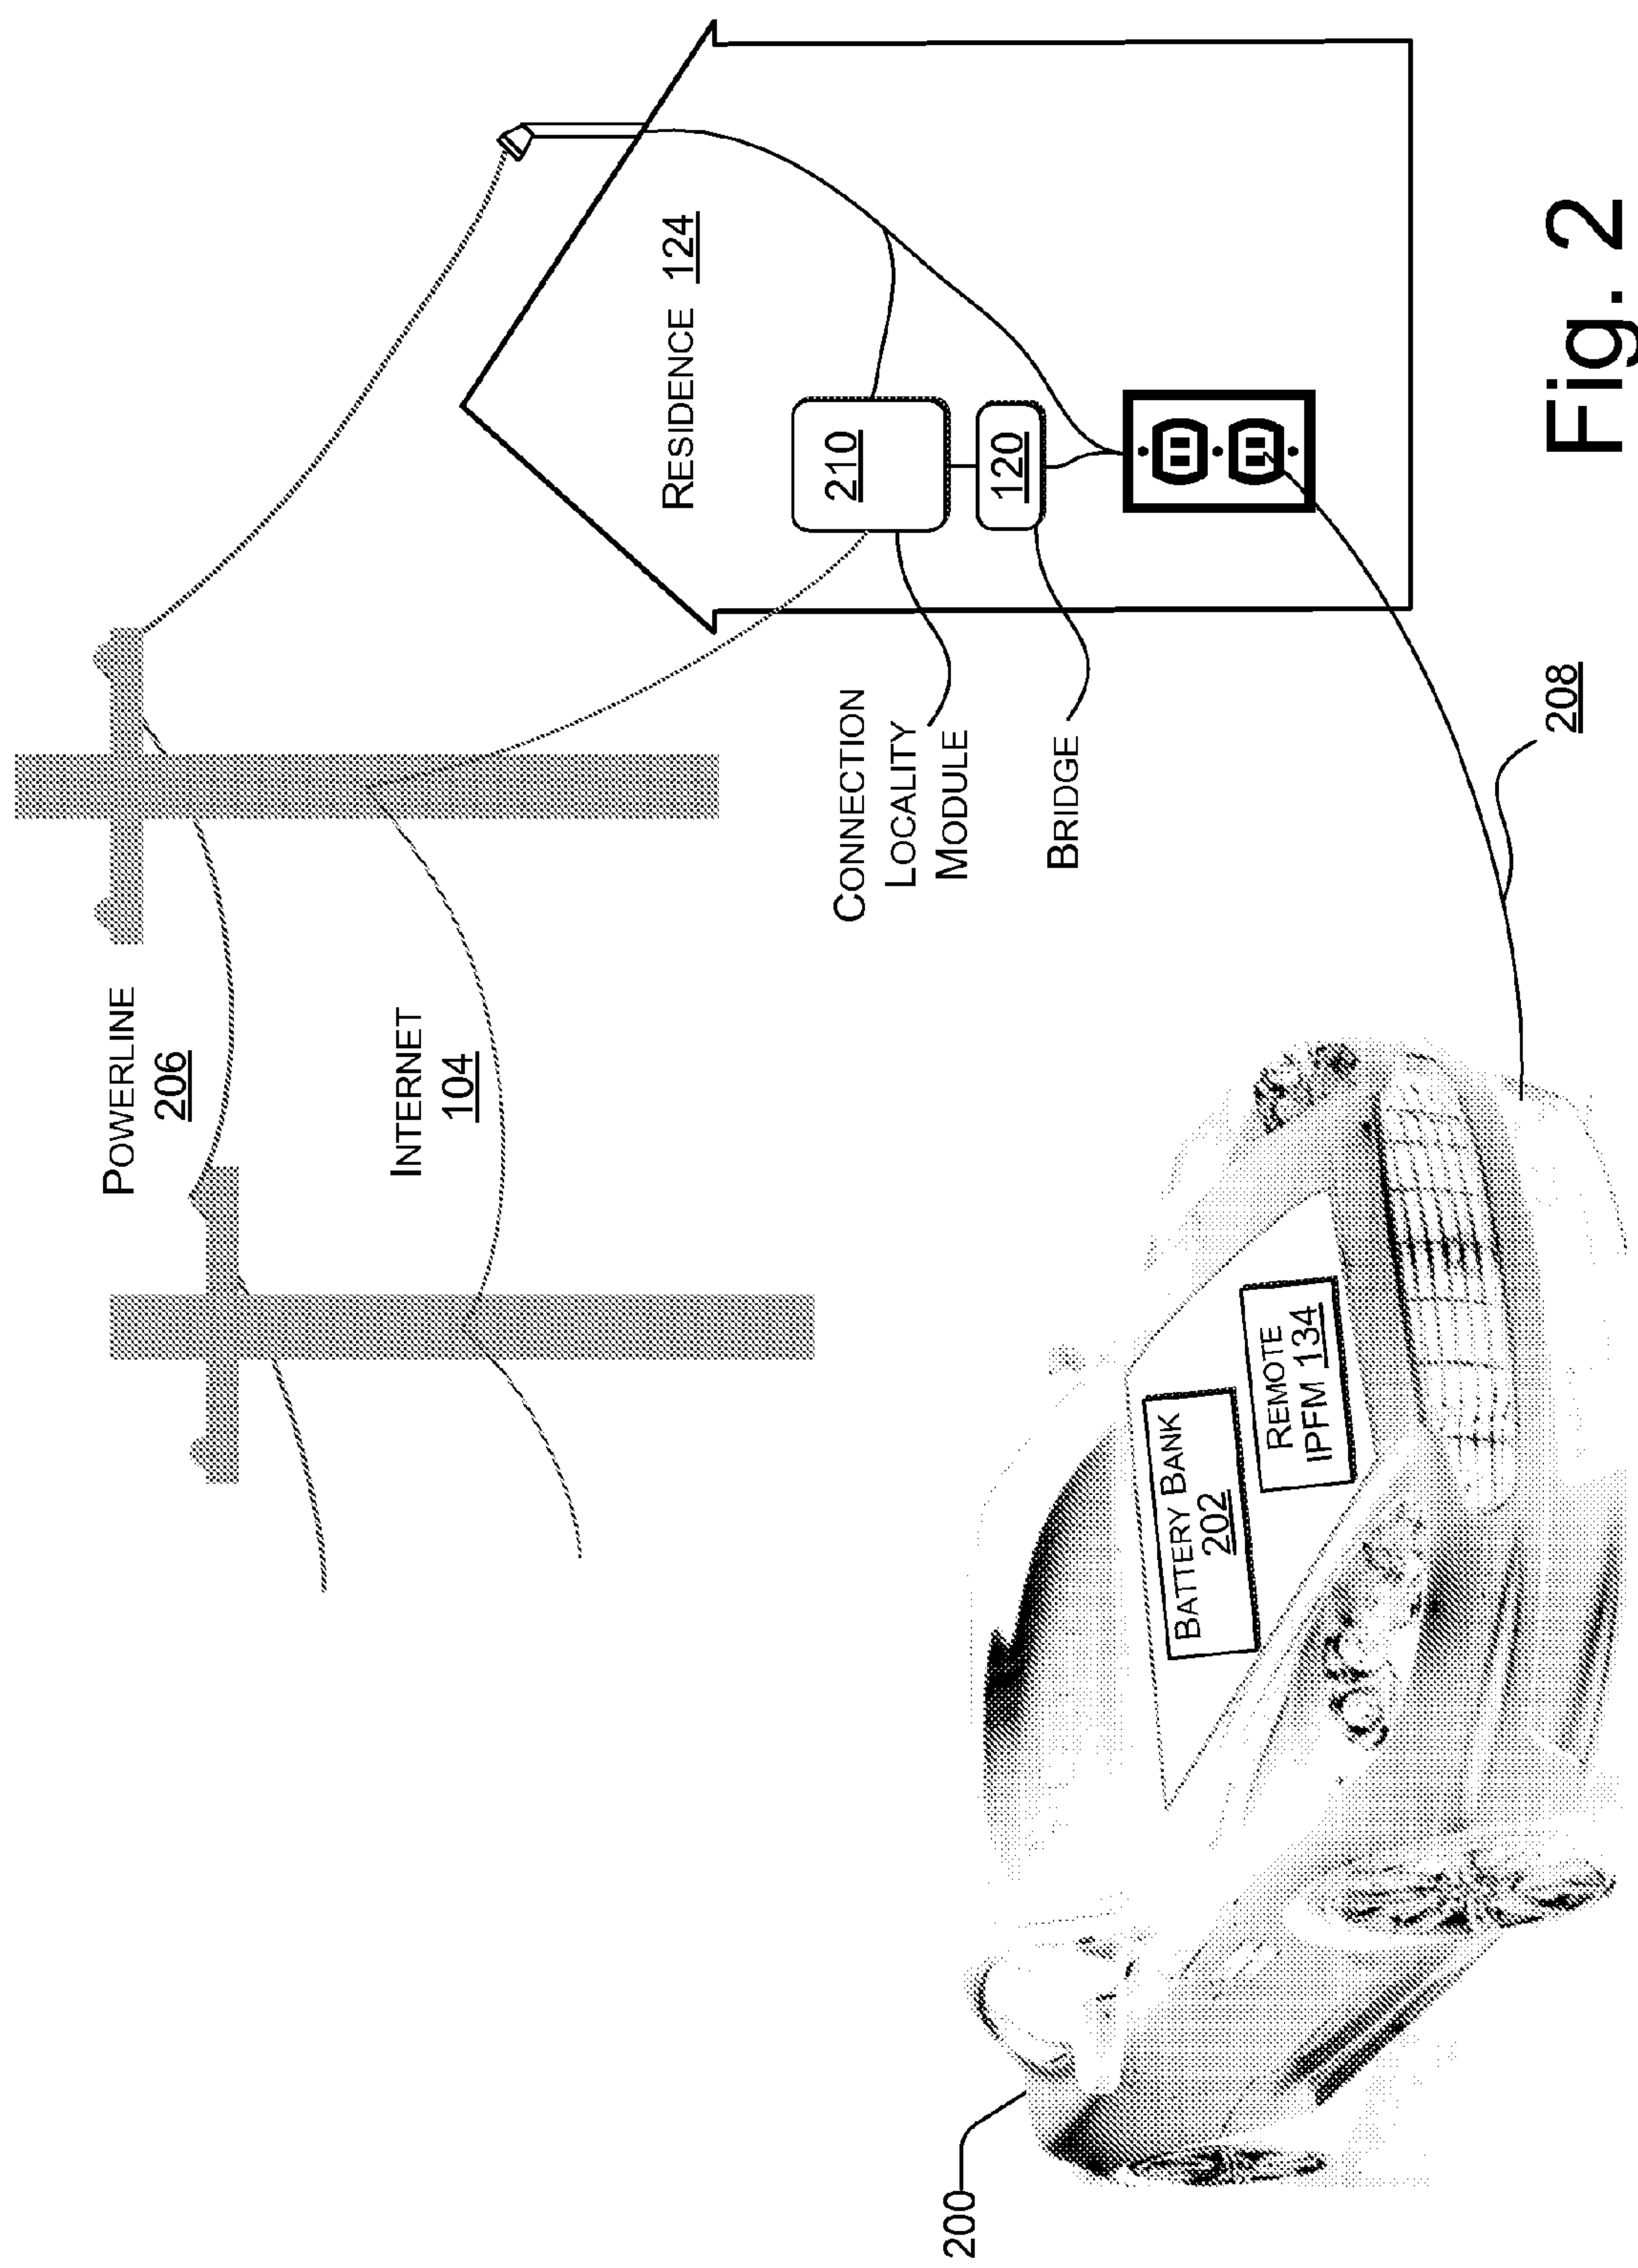 POWERLINE
206
INTERNET
104
RESIDENCE 124
210
120
CONNECTION
LOCALITY
MODULE
BRIDGE
208
BATTERY BANK
202
REMOTE
IPFM 134
200
Fig. 2